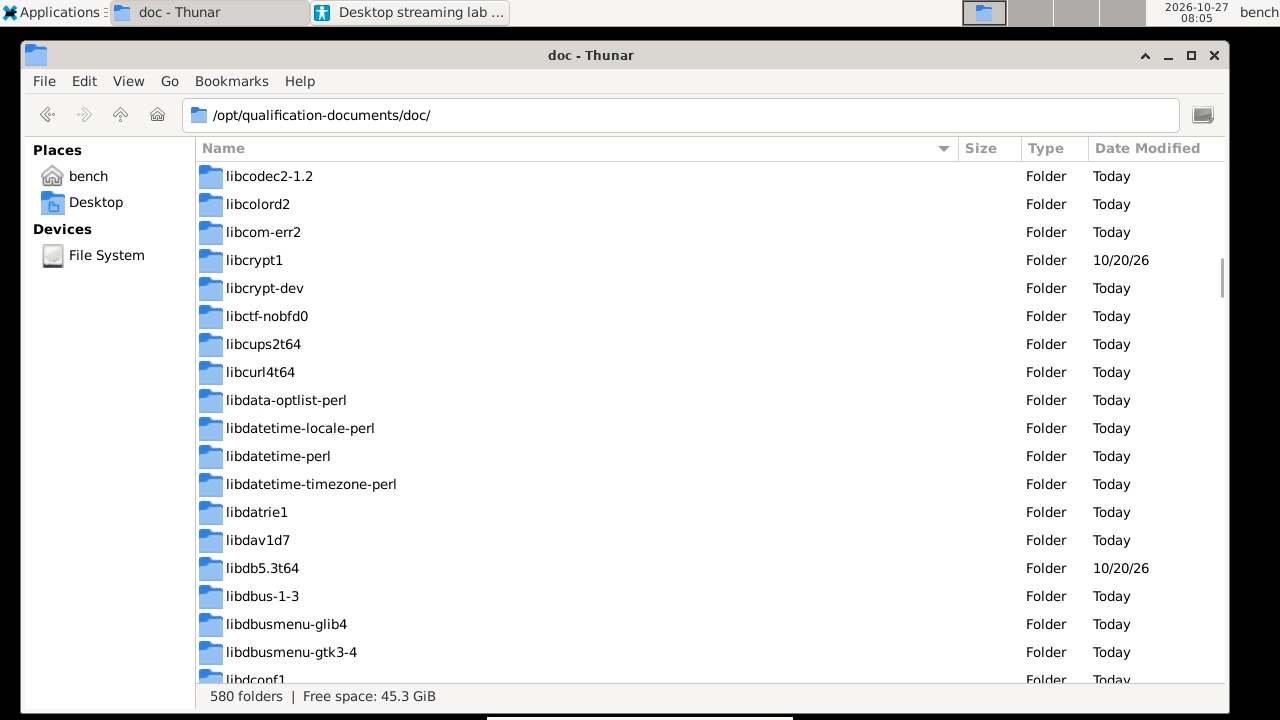 Applications
doc - Thunar
Desktop streaming lab ...
2026-10-27
08:05
bench
doc - Thunar
File Edit View Go Bookmarks Help
/opt/qualification-documents/doc/
Places
bench
Desktop
Devices
File System
Name Size Type Date Modified
libcodec2-1.2 Folder Today
libcolord2 Folder Today
libcom-err2 Folder Today
libcrypt1 Folder 10/20/26
libcrypt-dev Folder Today
libctf-nobfd0 Folder Today
libcups2t64 Folder Today
libcurl4t64 Folder Today
libdata-optlist-perl Folder Today
libdatetime-locale-perl Folder Today
libdatetime-perl Folder Today
libdatetime-timezone-perl Folder Today
libdatrie1 Folder Today
libdav1d7 Folder Today
libdb5.3t64 Folder 10/20/26
libdbus-1-3 Folder Today
libdbusmenu-glib4 Folder Today
libdbusmenu-gtk3-4 Folder Today
libdconf1 Folder Today
580 folders | Free space: 45.3 GiB